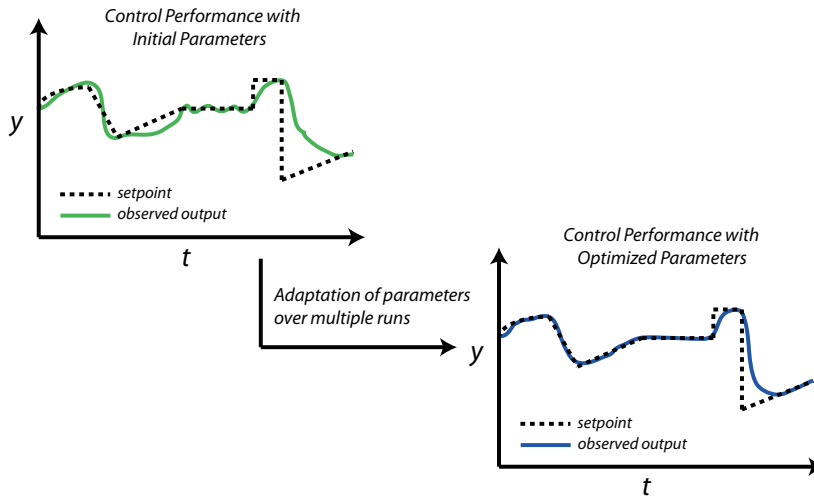 Control Performance with
Initial Parameters
y
setpoint
observed output
t
Adaptation of parameters
over multiple runs
Control Performance with
Optimized Parameters
y
setpoint
observed output
t